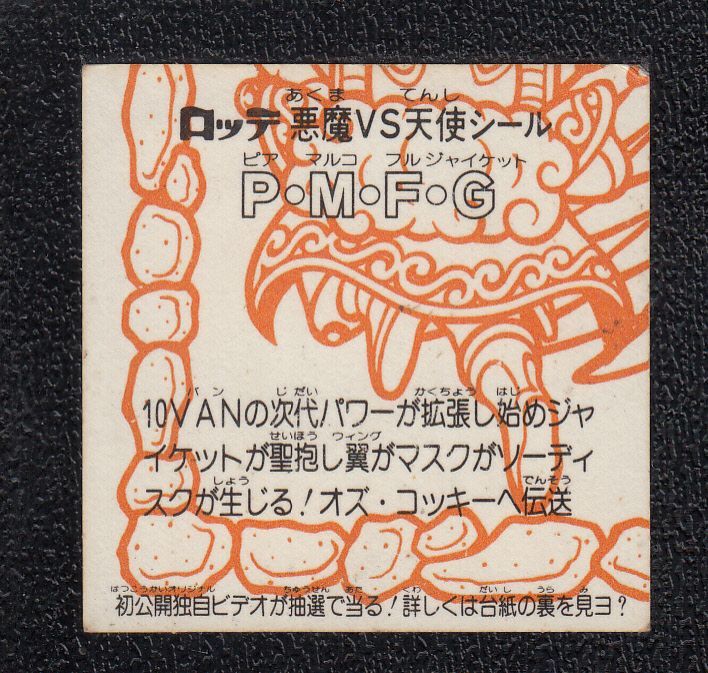 あくま てんし
ロッテ 悪魔VS天使シール
ピア マルコ フル ジャイケット
P・M・F・G
バン じだい かくちょう はじ
10VANの次代パワーが拡張し始めジャ
せいほう ウィング
イケットが聖抱し翼がマスクがソーディ
しょう でんそう
スクが生じる!オズ・コッキーへ伝送
はつこうかいオリジナル ちゅうせん あた くわ だいし うら み
初公開独自ビデオが抽選で当る!詳しくは台紙の裏を見ヨ?